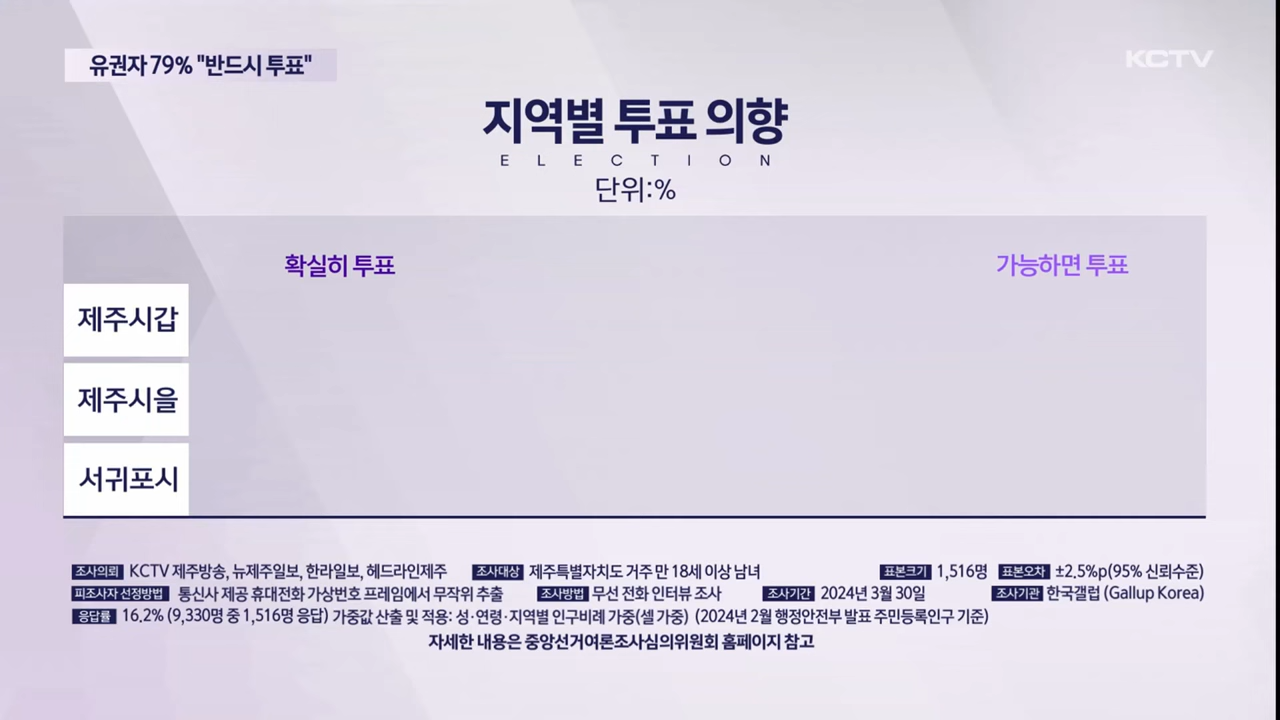 유권자 79% "반드시 투표"
KCTV
지역별 투표 의향
ELECTION
단위:%
확실히 투표 가능하면 투표
제주시갑
제주시을
서귀포시
조사의뢰 KCTV 제주방송, 뉴제주일보, 한라일보, 헤드라인제주 조사대상 제주특별자치도 거주 만 18세 이상 남녀 표본크기 1,516명 표본오차 ±2.5%p(95% 신뢰수준)
피조사자 선정방법 통신사 제공 휴대전화 가상번호 프레임에서 무작위 추출 조사방법 무선 전화 인터뷰 조사 조사기간 2024년 3월 30일 조사기관 한국갤럽 (Gallup Korea)
응답률 16.2% (9,330명 중 1,516명 응답) 가중값 산출 및 적용: 성·연령·지역별 인구비례 가중(셀 가중) (2024년 2월 행정안전부 발표 주민등록인구 기준)
자세한 내용은 중앙선거여론조사심의위원회 홈페이지 참고